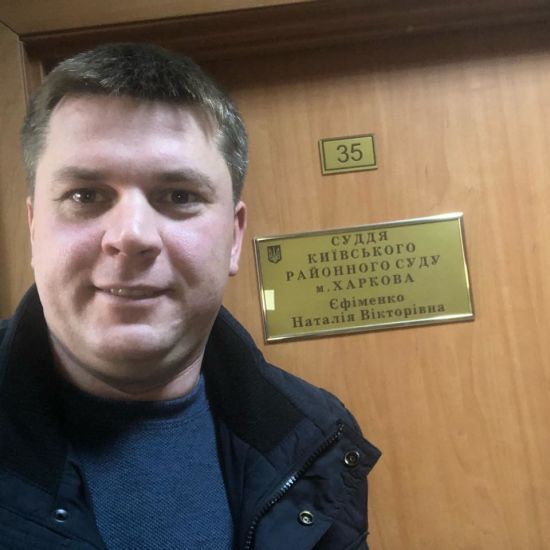 35
СУДДЯ
КИЇВСЬКОГО
РАЙОННОГО СУДУ
м. ХАРКОВА
Єфіменко
Наталія Вікторівна